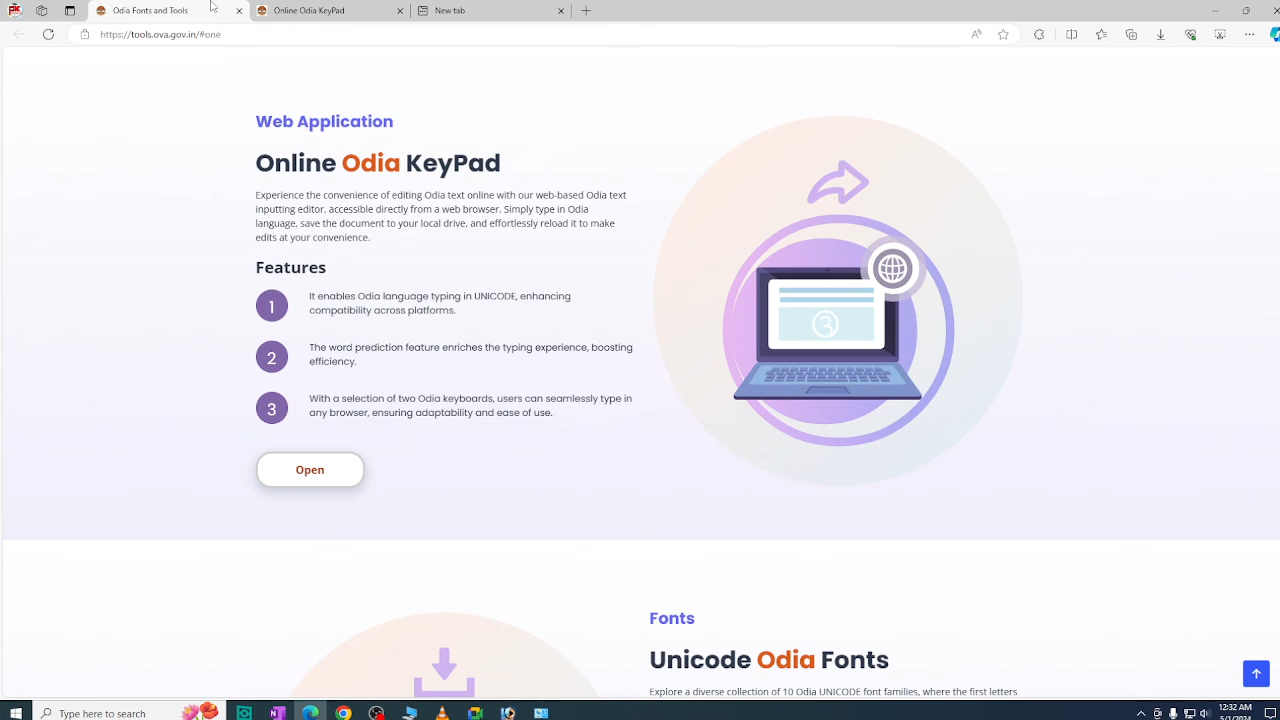 Odia Fonts and Tools
Online Odia KeyPad
New tab
https://tools.ova.gov.in/#one
Web Application
Online Odia KeyPad
Experience the convenience of editing Odia text online with our web-based Odia text
inputting editor, accessible directly from a web browser. Simply type in Odia
language, save the document to your local drive, and effortlessly reload it to make
edits at your convenience.
Features
1
It enables Odia language typing in UNICODE, enhancing
compatibility across platforms.
2
The word prediction feature enriches the typing experience, boosting
efficiency.
3
With a selection of two Odia keyboards, users can seamlessly type in
any browser, ensuring adaptability and ease of use.
Open
Fonts
Unicode Odia Fonts
Explore a diverse collection of 10 Odia UNICODE font families, where the first letters
Type here to search
12:32 AM